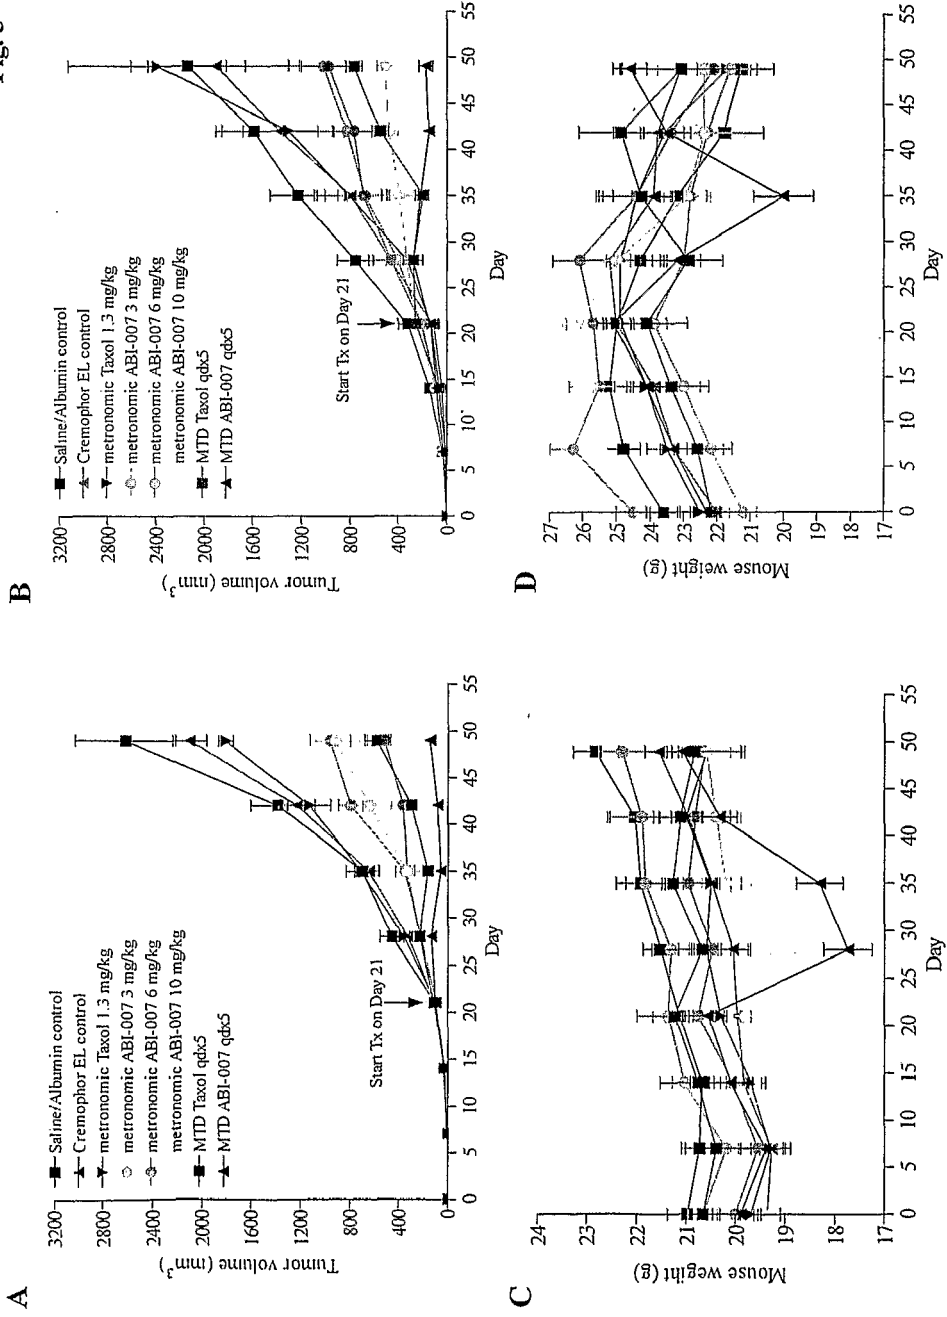 A
3200
2800
2400
2000
1600
1200
800
400
Tumor volume (mm³)
Saline/Albumin control
Cremophor EL control
metronomic Taxol 1.3 mg/kg
metronomic ABI-007 3 mg/kg
metronomic ABI-007 6 mg/kg
metronomic ABI-007 10 mg/kg
MTD Taxol qdx5
MTD ABI-007 qdx5
Start Tx on Day 21
0 5 10 15 20 25 30 35 40 45 50 55
Day
B
3200
2800
2400
2000
1600
1200
800
400
Tumor volume (mm³)
Saline/Albumin control
Cremophor EL control
metronomic Taxol 1.3 mg/kg
metronomic ABI-007 3 mg/kg
metronomic ABI-007 6 mg/kg
metronomic ABI-007 10 mg/kg
MTD Taxol qdx5
MTD ABI-007 qdx5
Start Tx on Day 21
0 5 10 15 20 25 30 35 40 45 50 55
Day
C
24
23
22
21
20
19
18
17
Mouse wegiht (g)
0 5 10 15 20 25 30 35 40 45 50 55
Day
D
27
26
25
24
23
22
21
20
19
18
17
Mouse weight (g)
0 5 10 15 20 25 30 35 40 45 50 55
Day